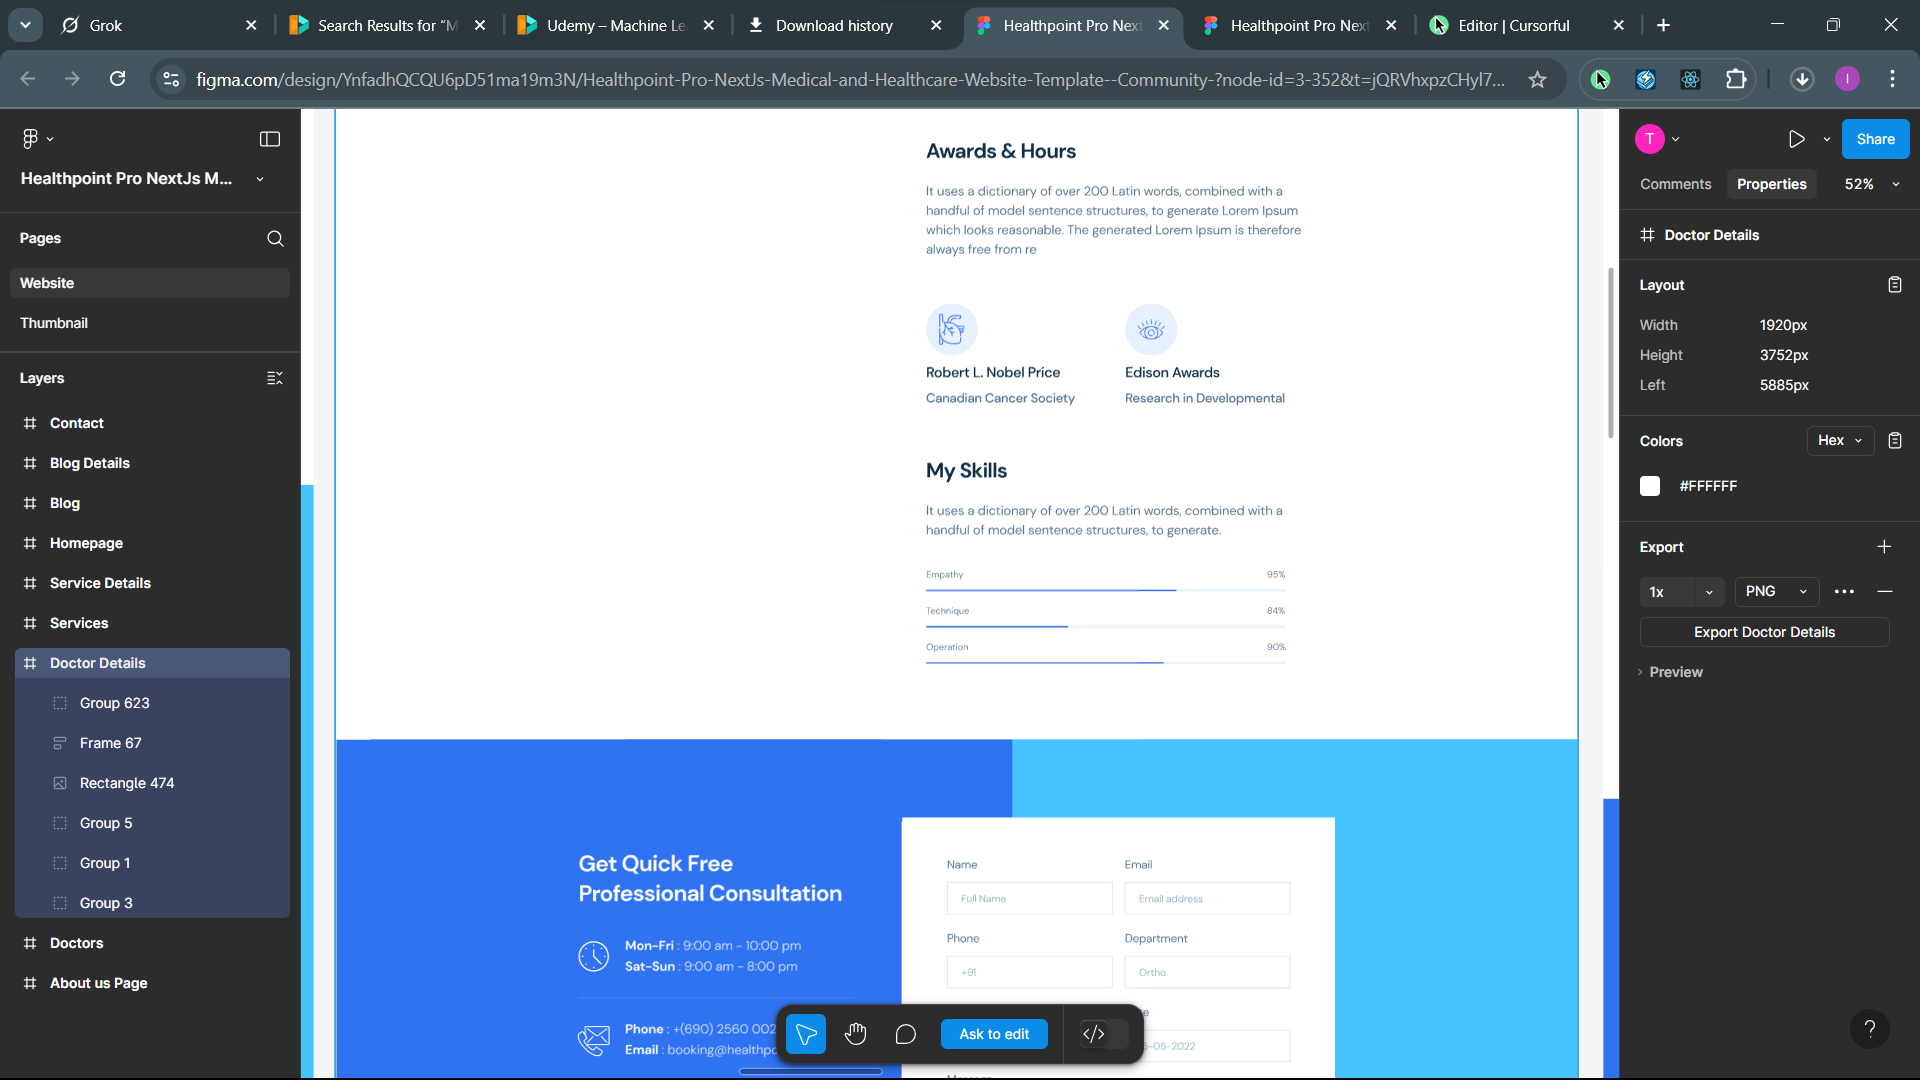 Grok
Search Results for “M
Udemy – Machine Le
Download history
Healthpoint Pro Next
Healthpoint Pro Next
Editor | Cursorful
figma.com/design/YnfadhQCQU6pD51ma19m3N/Healthpoint-Pro-NextJs-Medical-and-Healthcare-Website-Template--Community-?node-id=3-352&t=jQRVhxpzCHyl7...
I
Healthpoint Pro NextJs M...
Pages
Website
Thumbnail
Layers
Contact
Blog Details
Blog
Homepage
Service Details
Services
Doctor Details
Group 623
Frame 67
Rectangle 474
Group 5
Group 1
Group 3
Doctors
About us Page
Awards & Hours
It uses a dictionary of over 200 Latin words, combined with a
handful of model sentence structures, to generate Lorem Ipsum
which looks reasonable. The generated Lorem Ipsum is therefore
always free from re
Robert L. Nobel Price
Canadian Cancer Society
Edison Awards
Research in Developmental
My Skills
It uses a dictionary of over 200 Latin words, combined with a
handful of model sentence structures, to generate.
Empathy 95%
Technique 84%
Operation 90%
Get Quick Free
Professional Consultation
Mon-Fri : 9:00 am - 10:00 pm
Sat-Sun : 9:00 am - 8:00 pm
Phone : +(690) 2560 002
Email : booking@healthpo
Name
Full Name
Email
Email address
Phone
+91
Department
Ortho
-05-2022
Ask to edit
T
Share
Comments
Properties
52%
Doctor Details
Layout
Width 1920px
Height 3752px
Left 5885px
Colors
Hex
#FFFFFF
Export
1x
PNG
Export Doctor Details
Preview
?